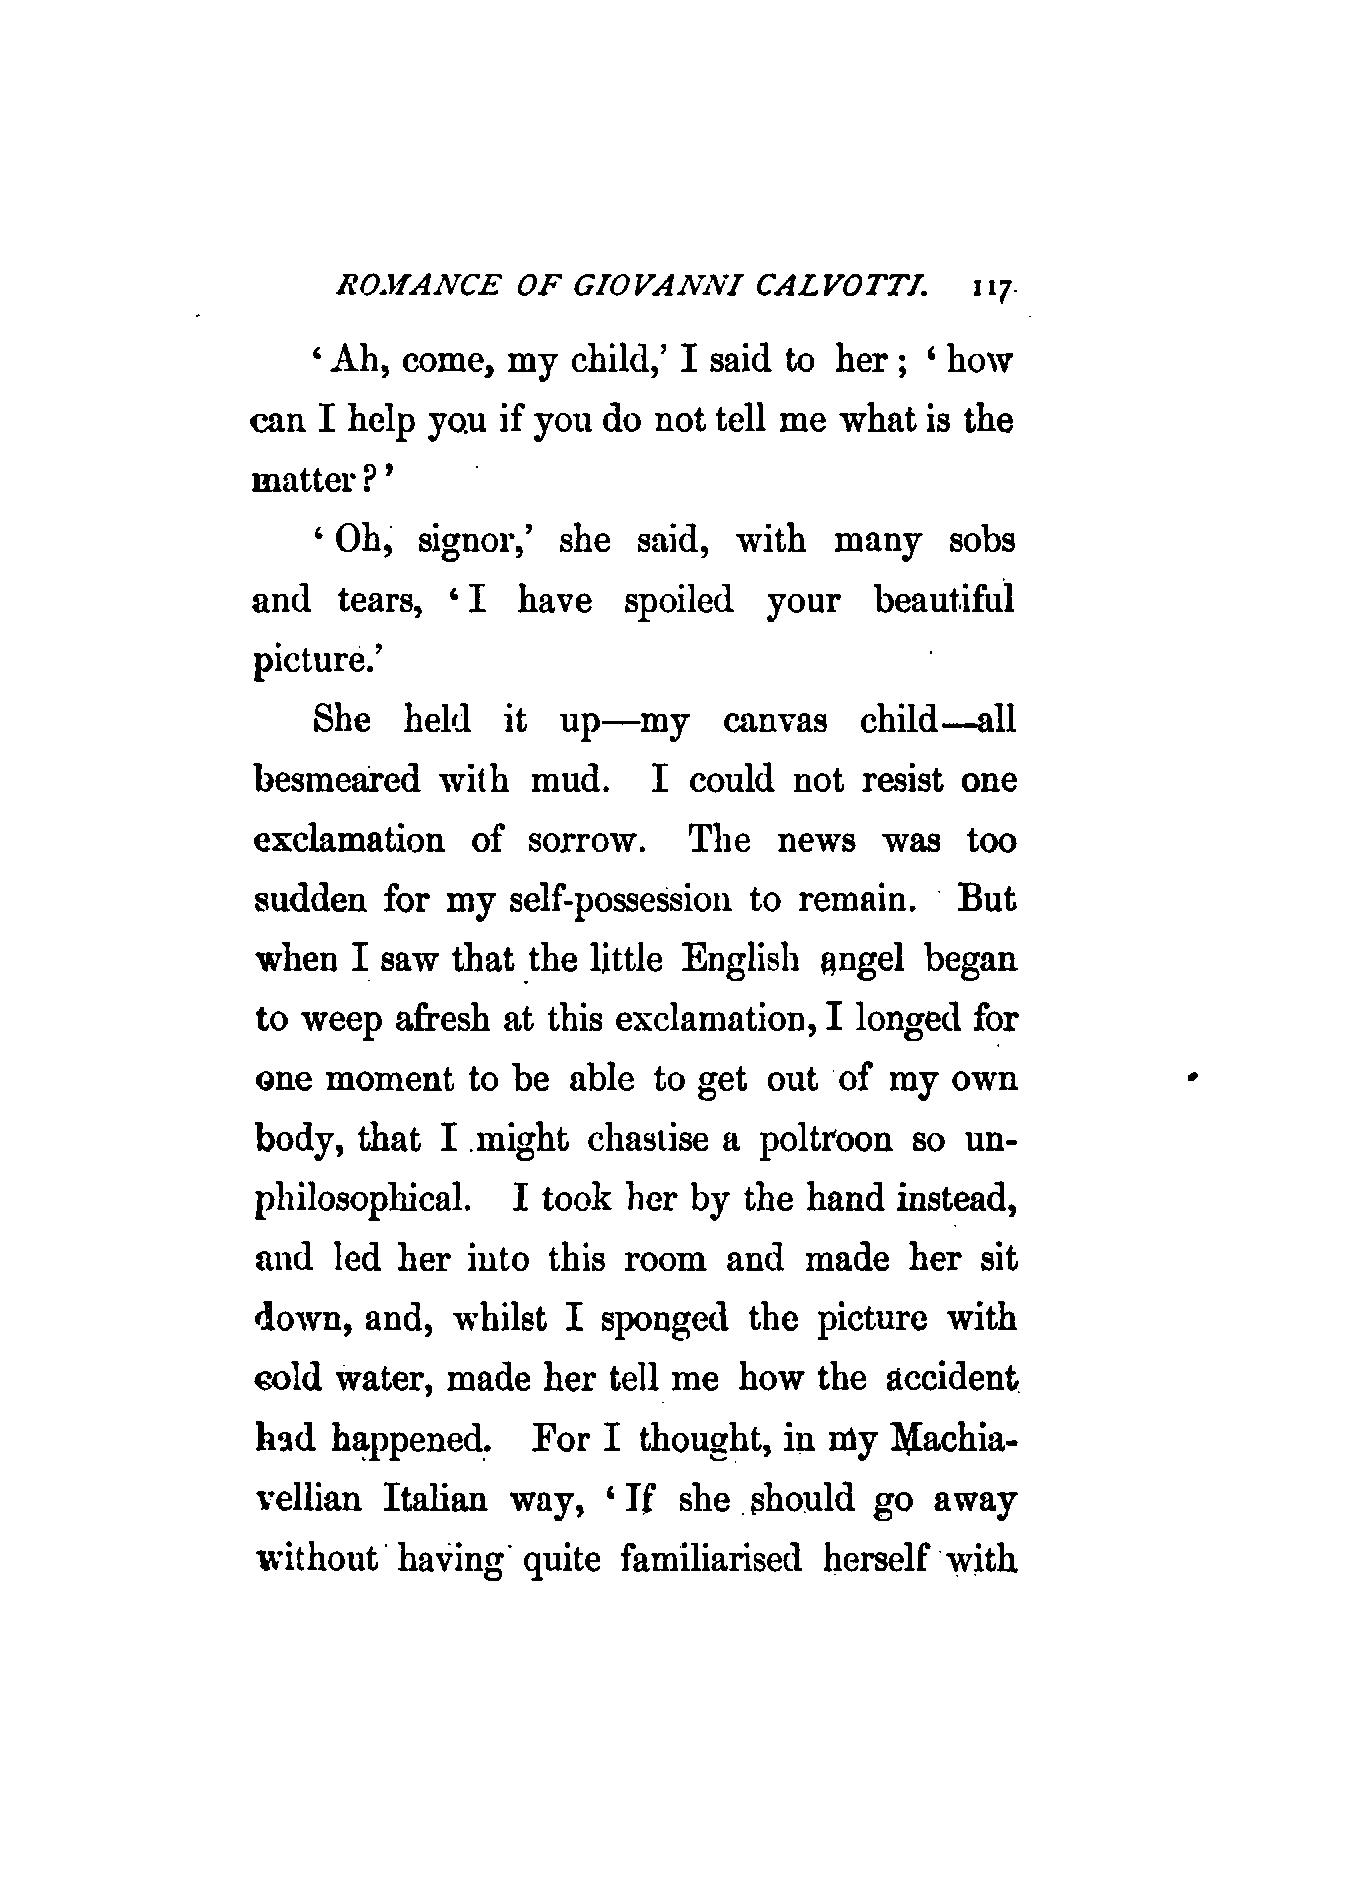 ROMANCE OF GIOVANNI CALVOTTI. 117
‘Ah, come, my child,’ I said to her; ‘how
can I help you if you do not tell me what is the
matter?’
‘Oh, signor,’ she said, with many sobs
and tears, ‘I have spoiled your beautiful
picture.’
She held it up—my canvas child—all
besmeared with mud. I could not resist one
exclamation of sorrow. The news was too
sudden for my self-possession to remain. But
when I saw that the little English angel began
to weep afresh at this exclamation, I longed for
one moment to be able to get out of my own
body, that I might chastise a poltroon so un-
philosophical. I took her by the hand instead,
and led her into this room and made her sit
down, and, whilst I sponged the picture with
cold water, made her tell me how the accident
had happened. For I thought, in my Machia-
vellian Italian way, ‘If she should go away
without having quite familiarised herself with